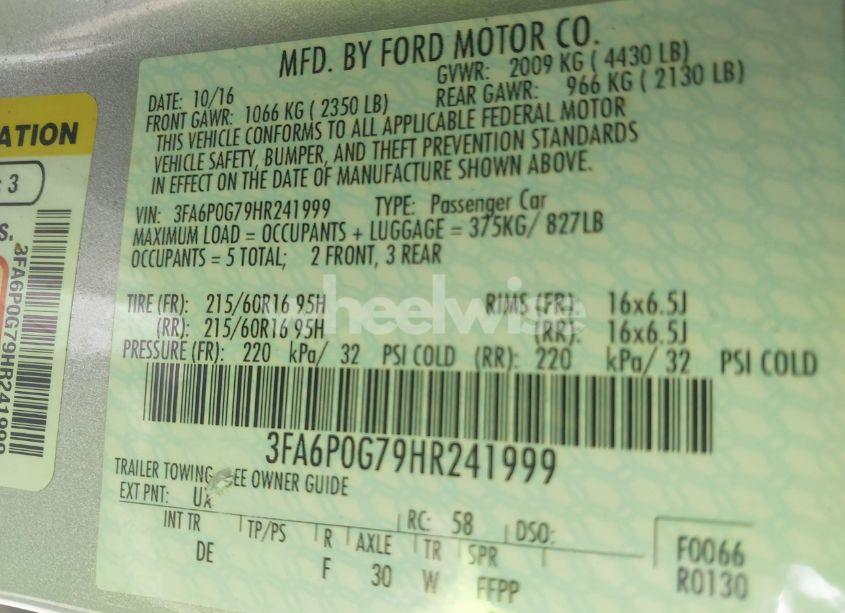 MFD. BY FORD MOTOR CO.
DATE: 10/16 GVWR: 2009 KG ( 4430 LB)
FRONT GAWR: 1066 KG ( 2350 LB) REAR GAWR: 966 KG ( 2130 LB)
THIS VEHICLE CONFORMS TO ALL APPLICABLE FEDERAL MOTOR
VEHICLE SAFETY, BUMPER, AND THEFT PREVENTION STANDARDS
IN EFFECT ON THE DATE OF MANUFACTURE SHOWN ABOVE.
VIN: 3FA6P0G79HR241999 TYPE: Passenger Car
MAXIMUM LOAD = OCCUPANTS + LUGGAGE = 375KG/ 827LB
OCCUPANTS = 5 TOTAL; 2 FRONT, 3 REAR
TIRE (FR): 215/60R16 95H RIMS (FR): 16x6.5J
(RR): 215/60R16 95H (RR): 16x6.5J
PRESSURE (FR): 220 kPa/ 32 PSI COLD (RR): 220 kPa/ 32 PSI COLD
3FA6P0G79HR241999
TRAILER TOWING EE OWNER GUIDE
EXT PNT: UX RC: 58 DSO:
INT TR TP/PS R AXLE TR SPR F0066
DE F 30 W FFPP R0130
ATION
: 3
S.
3FA6P0G79HR241999
heelwise